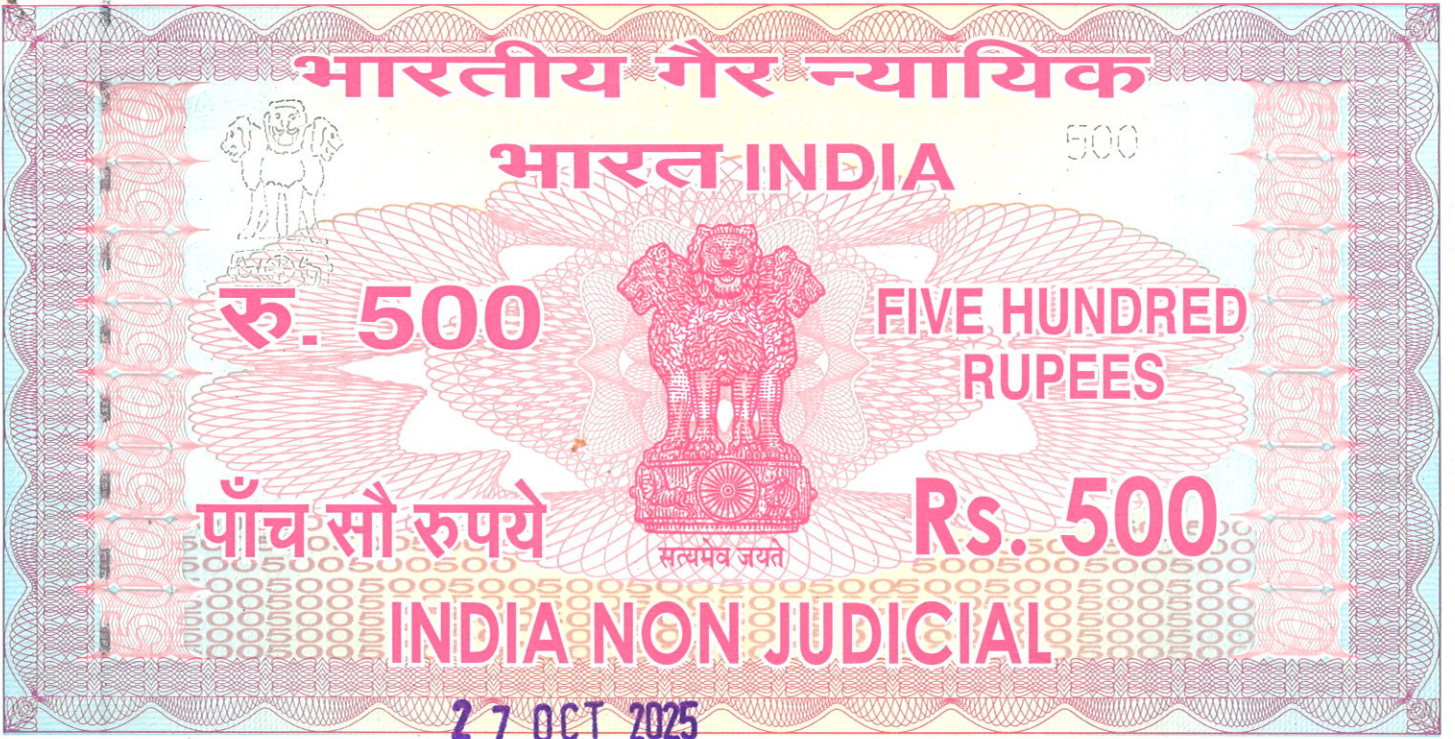 भारतीय गैर न्यायिक
भारत INDIA
500
रु. 500
FIVE HUNDRED
RUPEES
पाँच सौ रुपये
Rs. 500
सत्यमेव जयते
INDIA NON JUDICIAL
27 OCT 2025